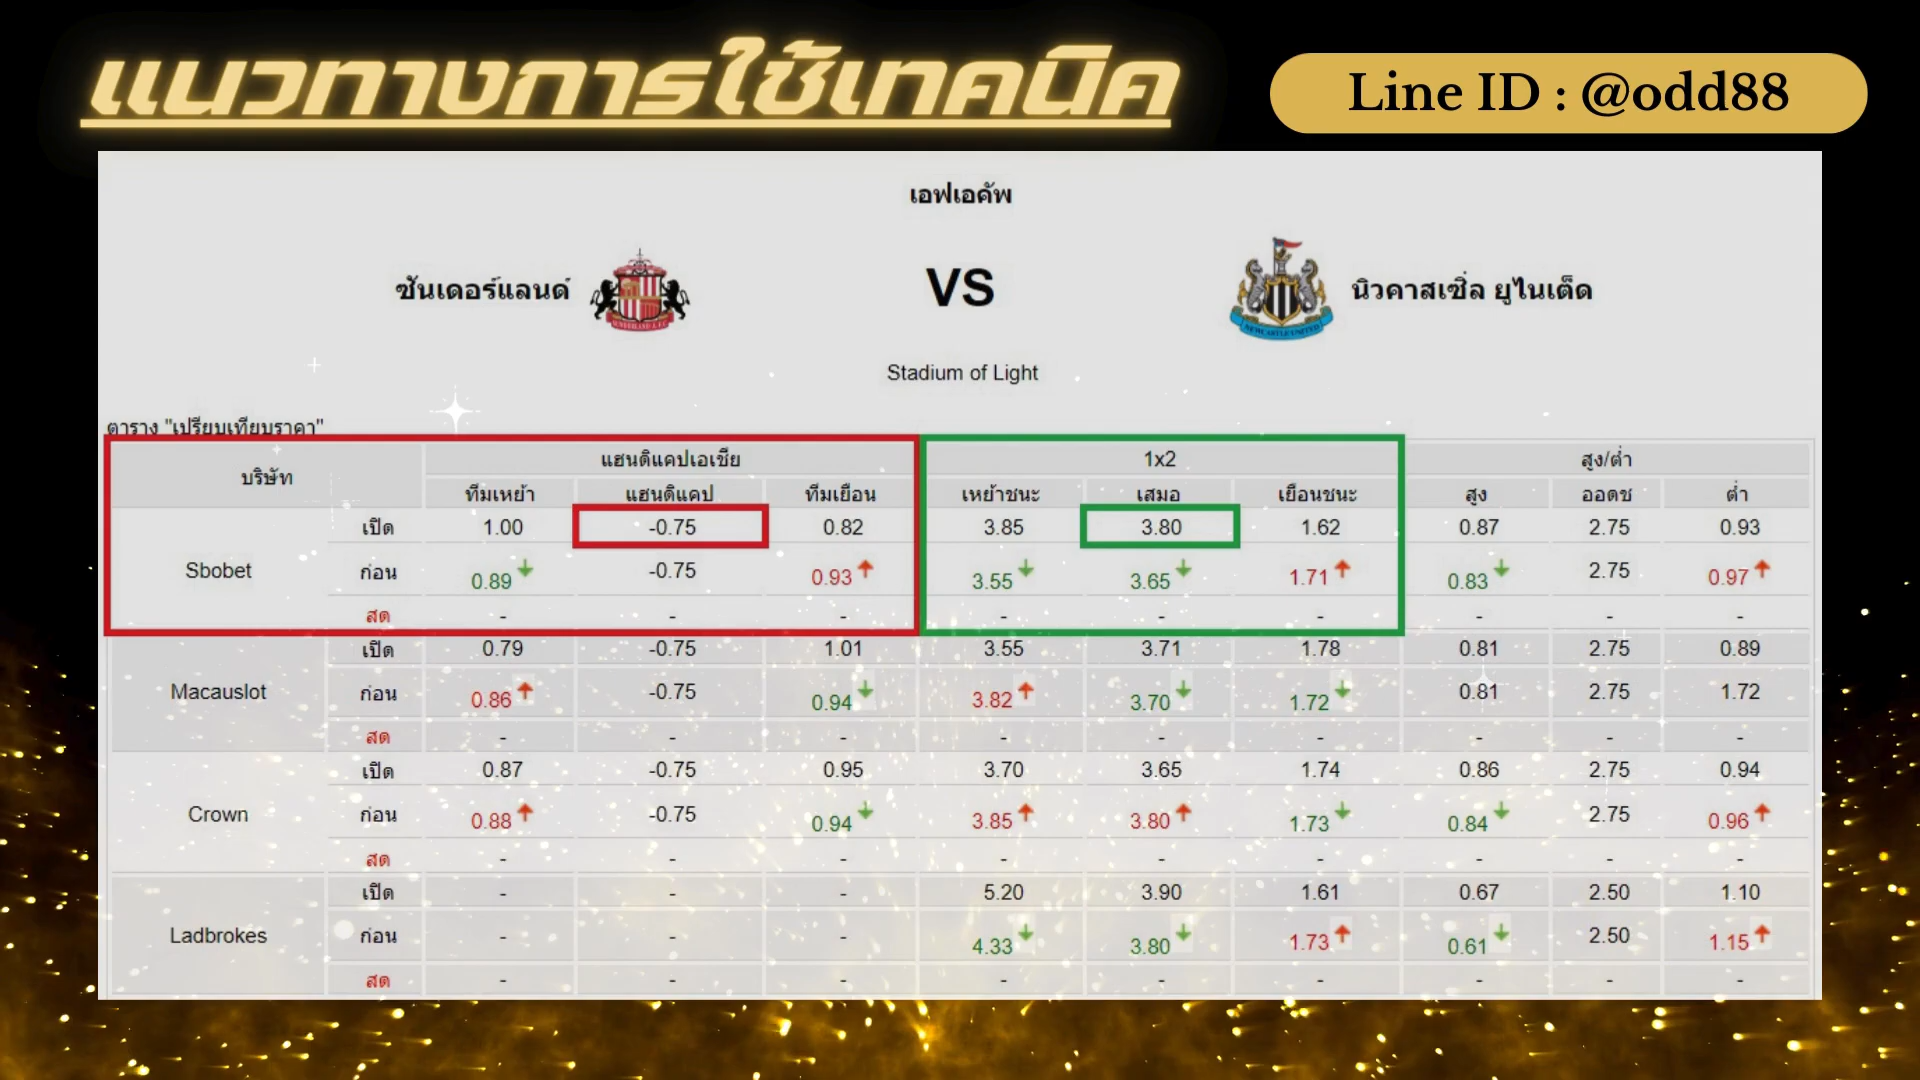 แนวทางการใช้เทคนิค
Line ID : @odd88
เอฟเอคัพ
ซันเดอร์แลนด์ VS นิวคาสเซิ่ล ยูไนเต็ด
Stadium of Light
ตาราง "เปรียบเทียบราคา"
บริษัท แฮนดิแคปเอเชีย 1x2 สูง/ต่ำ
ทีมเหย้า แฮนดิแคป ทีมเยือน เหย้าชนะ เสมอ เยือนชนะ สูง ออดซ ต่ำ
Sbobet
เปิด 1.00 -0.75 0.82 3.85 3.80 1.62 0.87 2.75 0.93
ก่อน 0.89 -0.75 0.93 3.55 3.65 1.71 0.83 2.75 0.97
สด - - - - - - - - -
Macauslot
เปิด 0.79 -0.75 1.01 3.55 3.71 1.78 0.81 2.75 0.89
ก่อน 0.86 -0.75 0.94 3.82 3.70 1.72 0.81 2.75 1.72
สด - - - - - - - - -
Crown
เปิด 0.87 -0.75 0.95 3.70 3.65 1.74 0.86 2.75 0.94
ก่อน 0.88 -0.75 0.94 3.85 3.80 1.73 0.84 2.75 0.96
สด - - - - - - - - -
Ladbrokes
เปิด - - - 5.20 3.90 1.61 0.67 2.50 1.10
ก่อน - - - 4.33 3.80 1.73 0.61 2.50 1.15
สด - - - - - - - - -